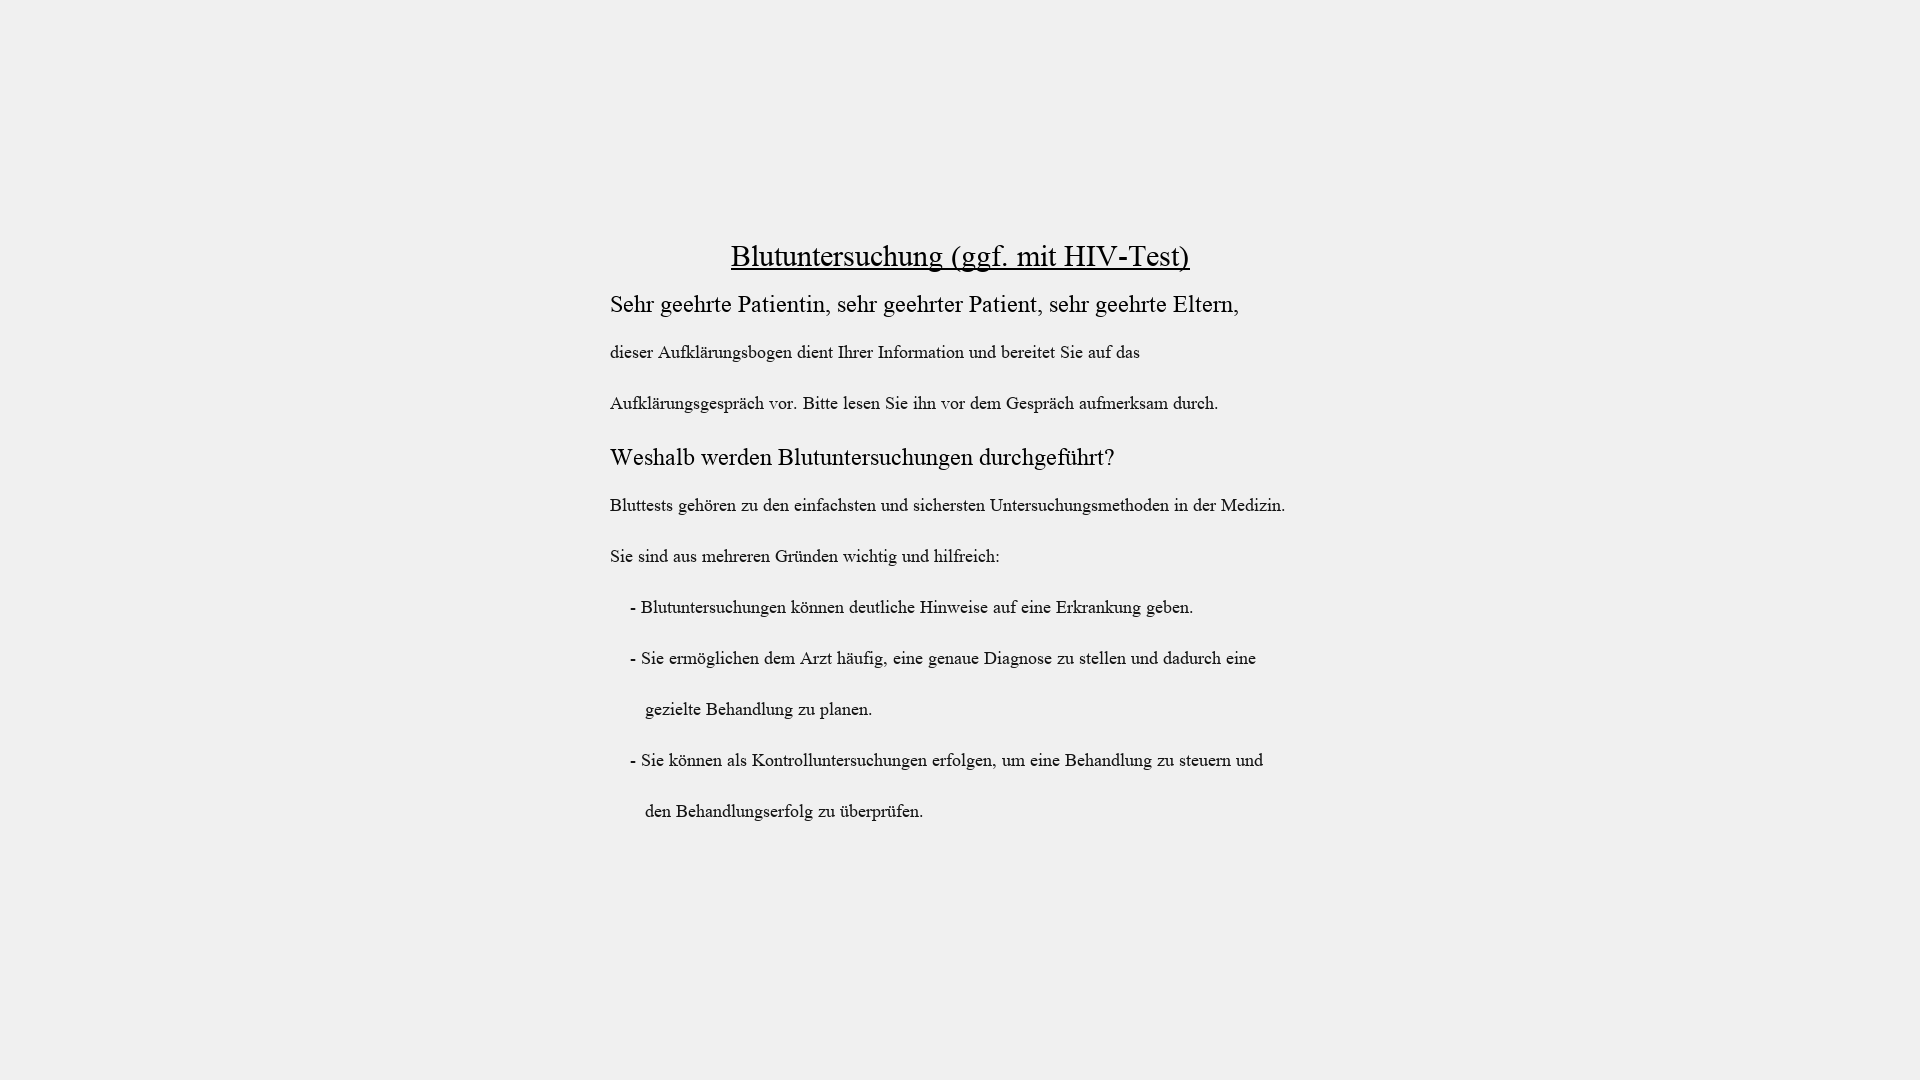 Blutuntersuchung (ggf. mit HIV-Test)
Sehr geehrte Patientin, sehr geehrter Patient, sehr geehrte Eltern,
dieser Aufklärungsbogen dient Ihrer Information und bereitet Sie auf das
Aufklärungsgespräch vor. Bitte lesen Sie ihn vor dem Gespräch aufmerksam durch.
Weshalb werden Blutuntersuchungen durchgeführt?
Bluttests gehören zu den einfachsten und sichersten Untersuchungsmethoden in der Medizin.
Sie sind aus mehreren Gründen wichtig und hilfreich:
- Blutuntersuchungen können deutliche Hinweise auf eine Erkrankung geben.
- Sie ermöglichen dem Arzt häufig, eine genaue Diagnose zu stellen und dadurch eine
gezielte Behandlung zu planen.
- Sie können als Kontrolluntersuchungen erfolgen, um eine Behandlung zu steuern und
den Behandlungserfolg zu überprüfen.